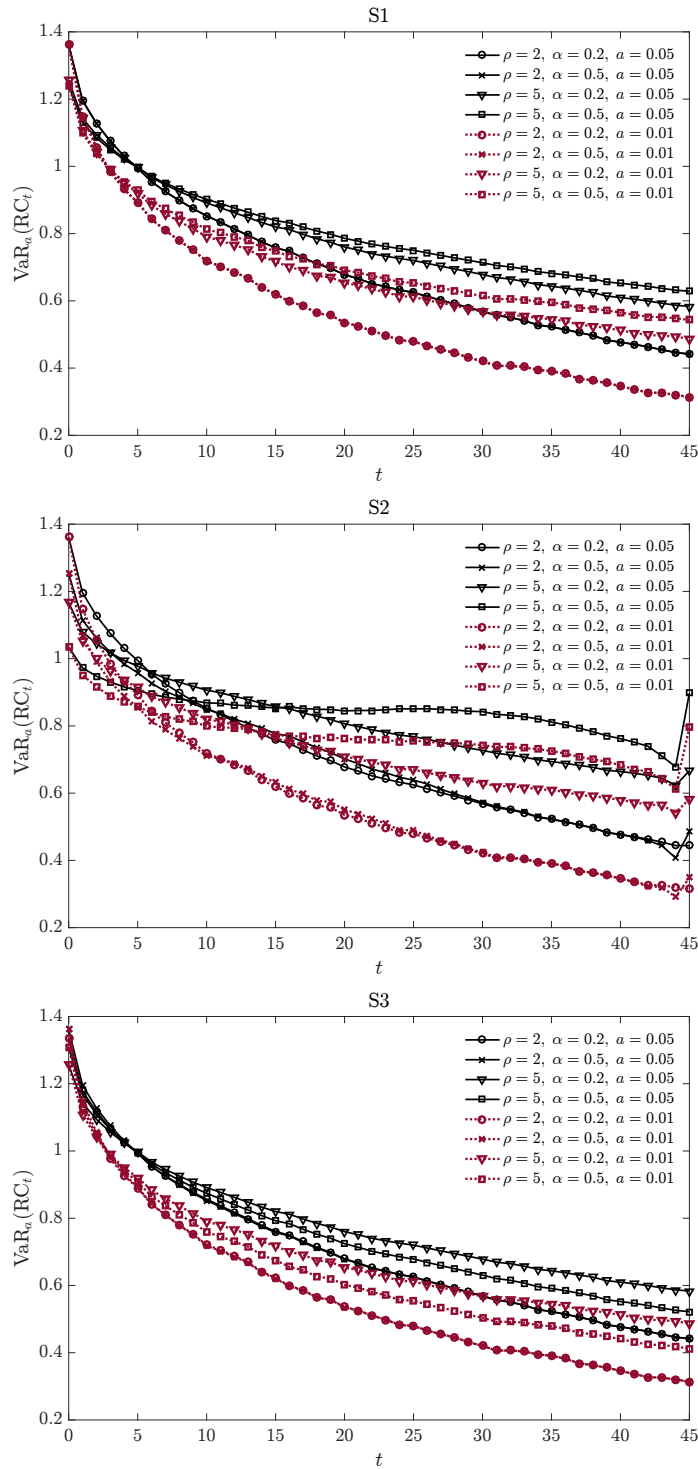 S1
1.4
1.2
1
0.8
0.6
0.4
0.2
VaRₐ(RCₜ)
ρ = 2, α = 0.2, a = 0.05
ρ = 2, α = 0.5, a = 0.05
ρ = 5, α = 0.2, a = 0.05
ρ = 5, α = 0.5, a = 0.05
ρ = 2, α = 0.2, a = 0.01
ρ = 2, α = 0.5, a = 0.01
ρ = 5, α = 0.2, a = 0.01
ρ = 5, α = 0.5, a = 0.01
0 5 10 15 20 25 30 35 40 45
t
S2
1.4
1.2
1
0.8
0.6
0.4
0.2
VaRₐ(RCₜ)
ρ = 2, α = 0.2, a = 0.05
ρ = 2, α = 0.5, a = 0.05
ρ = 5, α = 0.2, a = 0.05
ρ = 5, α = 0.5, a = 0.05
ρ = 2, α = 0.2, a = 0.01
ρ = 2, α = 0.5, a = 0.01
ρ = 5, α = 0.2, a = 0.01
ρ = 5, α = 0.5, a = 0.01
0 5 10 15 20 25 30 35 40 45
t
S3
1.4
1.2
1
0.8
0.6
0.4
0.2
VaRₐ(RCₜ)
ρ = 2, α = 0.2, a = 0.05
ρ = 2, α = 0.5, a = 0.05
ρ = 5, α = 0.2, a = 0.05
ρ = 5, α = 0.5, a = 0.05
ρ = 2, α = 0.2, a = 0.01
ρ = 2, α = 0.5, a = 0.01
ρ = 5, α = 0.2, a = 0.01
ρ = 5, α = 0.5, a = 0.01
0 5 10 15 20 25 30 35 40 45
t